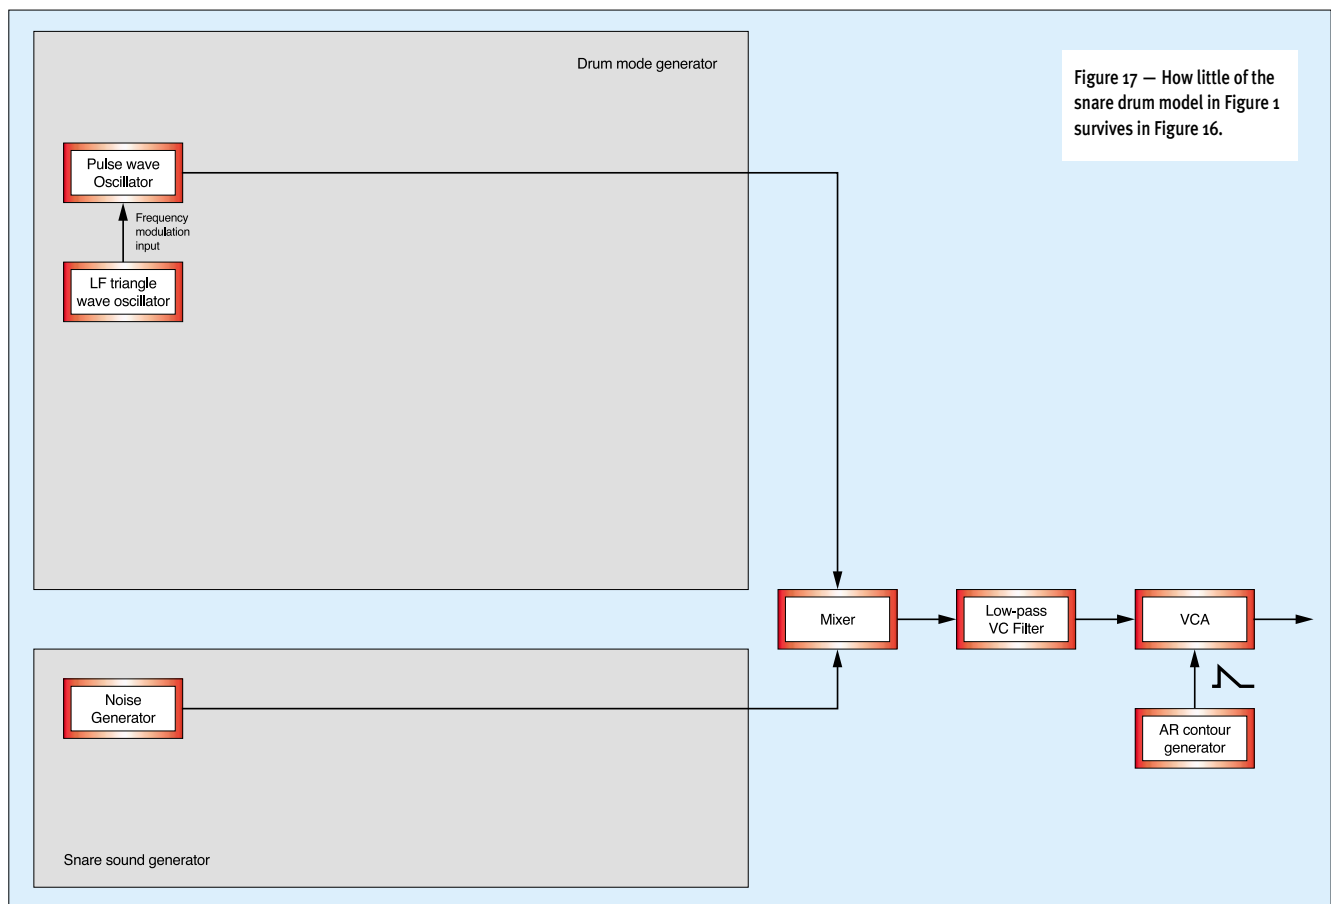 Drum mode generator
Figure 17 — How little of the
snare drum model in Figure 1
survives in Figure 16.
Pulse wave
Oscillator
Frequency
modulation
input
LF triangle
wave oscillator
Mixer
Low-pass
VC Filter
VCA
Noise
Generator
AR contour
generator
Snare sound generator